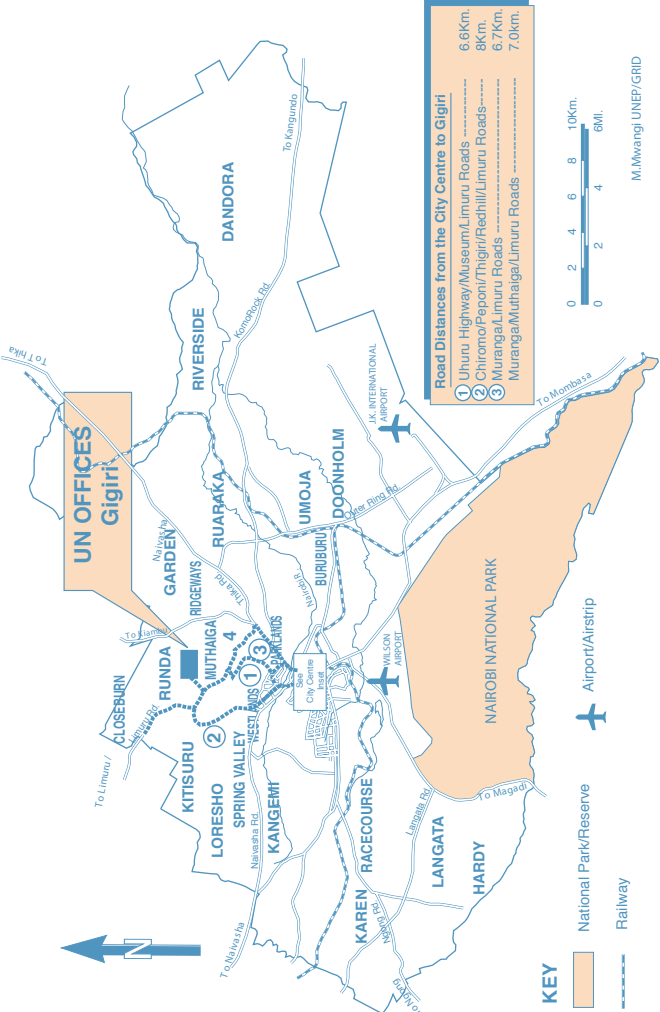 UN OFFICES
Gigiri
To Thika
Naivasha
GARDEN
RIDGEWAYS
RUARAKA
Thika Rd
RIVERSIDE
DANDORA
To Kangundo
KomoRock Rd.
UMOJA
DOONHOLM
Outer Ring Rd.
BURUBURU
Nairobi R.
J.K. INTERNATIONAL
AIRPORT
To Mombasa
To Kiambu
CLOSEBURN
RUNDA
MUTHAIGA
4
3
1
2
PARKLANDS
WESTLANDS
Limuru Rd.
To Limuru /
KITISURU
LORESHO
SPRING VALLEY
KANGEMI
Naivasha Rd.
To Naivasha
See
City Centre
Inset
WILSON
AIRPORT
NAIROBI NATIONAL PARK
RACECOURSE
KAREN
Ngong Rd.
To Ngong
Langata Rd.
LANGATA
HARDY
To Magadi
Road Distances from the City Centre to Gigiri
1 Uhuru Highway/Museum/Limuru Roads ------------ 6.6Km.
2 Chiromo/Peponi/Thigiri/Redhill/Limuru Roads------ 8Km.
3 Muranga/Limuru Roads ---------------------------- 6.7Km.
Muranga/Muthaiga/Limuru Roads ----------------- 7.0km.
0 2 4 6 8 10Km.
0 2 4 6Ml.
M.Mwangi UNEP/GRID
N
KEY
National Park/Reserve
Airport/Airstrip
Railway